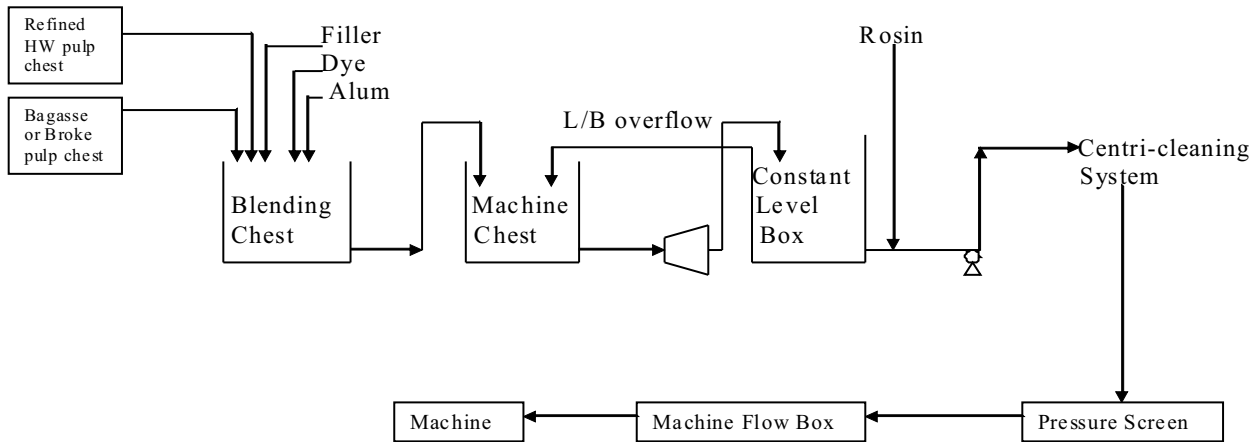 Refined
HW pulp
chest
Bagasse
or Broke
pulp chest
Filler
Dye
Alum
Blending
Chest
Machine
Chest
L/B overflow
Constant
Level
Box
Rosin
Centri-cleaning
System
Pressure Screen
Machine Flow Box
Machine